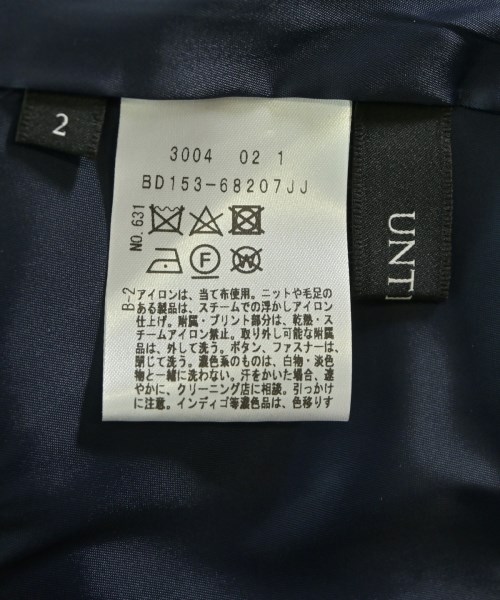 2
3004 02 1
BD153-68207JJ
NO.631
F
W
B-2
アイロンは、当て布使用。ニットや毛足の
ある製品は、スチームでの浮かしアイロン
仕上げ。附属・プリント部分は、乾熱・ス
チームアイロン禁止。取り外し可能な附属
品は、外して洗う。ボタン、ファスナーは、
閉じて洗う。濃色系のものは、白物・淡色
物と一緒に洗わない。汗をかいた場合、速
やかに、クリーニング店に相談。引っかけ
に注意。インディゴ等濃色品は、色移りす
UNTI